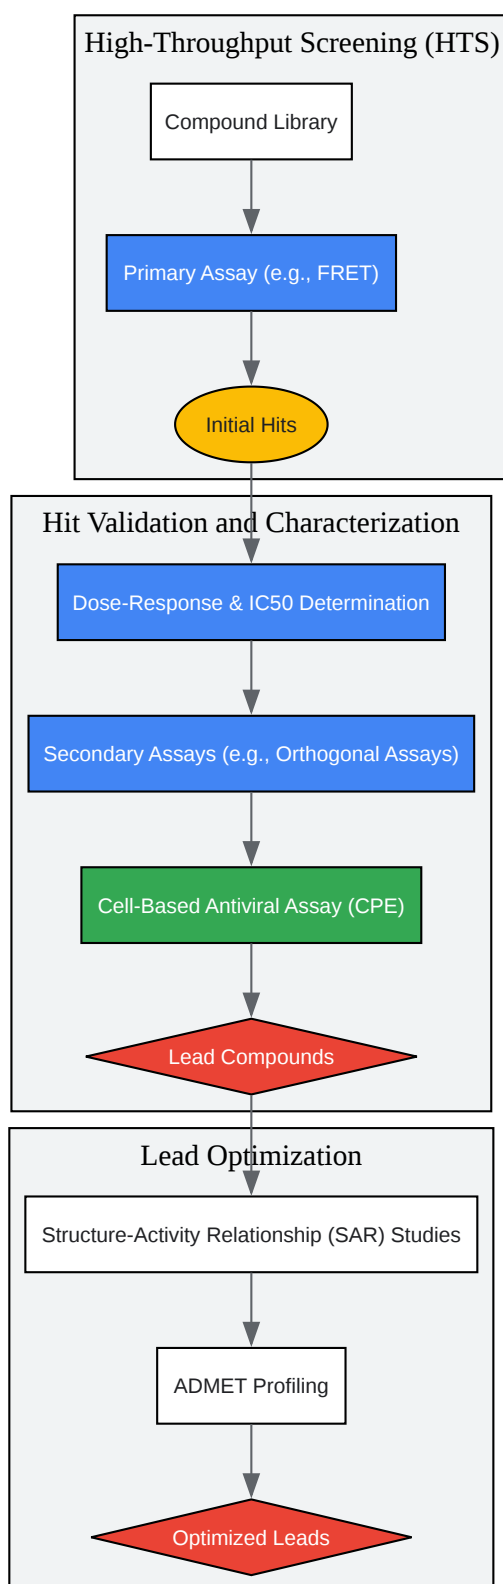 High-Throughput Screening (HTS)
Compound Library
Primary Assay (e.g., FRET)
Initial Hits
Hit Validation and Characterization
Dose-Response & IC50 Determination
Secondary Assays (e.g., Orthogonal Assays)
Cell-Based Antiviral Assay (CPE)
Lead Compounds
Lead Optimization
Structure-Activity Relationship (SAR) Studies
ADMET Profiling
Optimized Leads